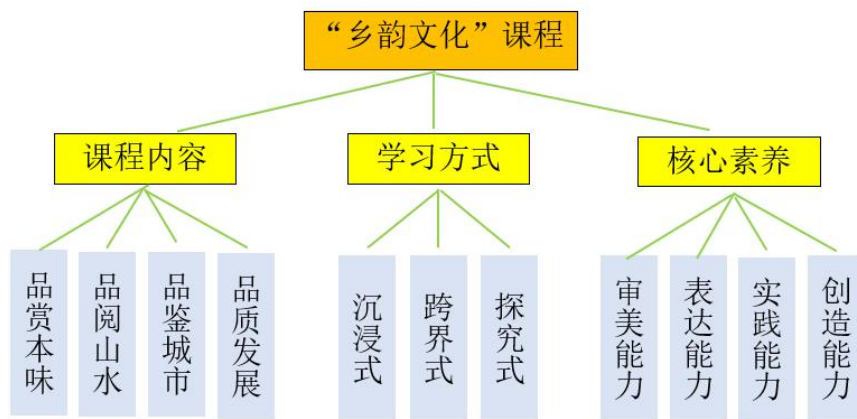 “乡韵文化”课程
课程内容
学习方式
核心素养
品赏本味
品阅山水
品鉴城市
品质发展
沉浸式
跨界式
探究式
审美能力
表达能力
实践能力
创造能力